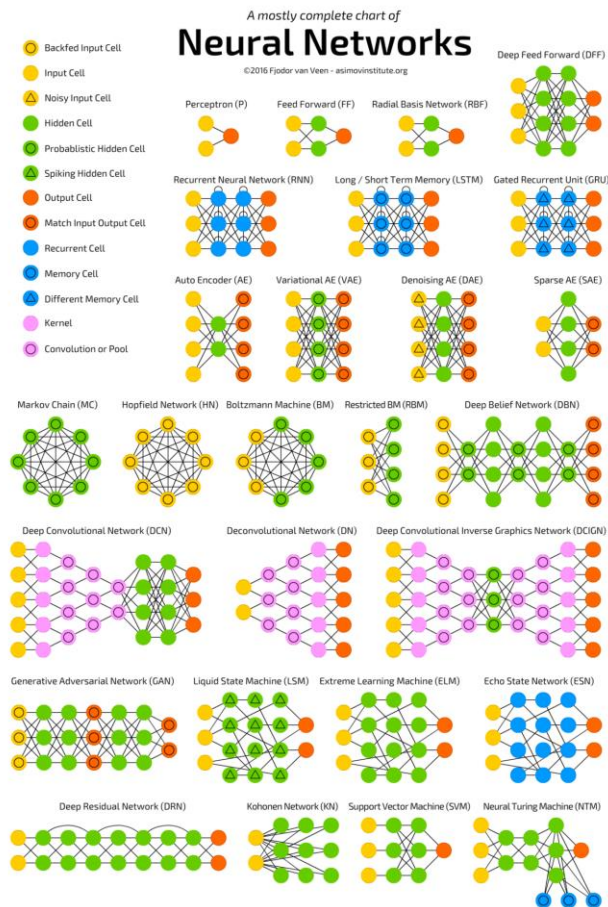 A mostly complete chart of
Neural Networks
©2016 Fjodor van Veen - asimovinstitute.org
Backfed Input Cell
Input Cell
Noisy Input Cell
Hidden Cell
Probablistic Hidden Cell
Spiking Hidden Cell
Output Cell
Match Input Output Cell
Recurrent Cell
Memory Cell
Different Memory Cell
Kernel
Convolution or Pool
Deep Feed Forward (DFF)
Perceptron (P)
Feed Forward (FF)
Radial Basis Network (RBF)
Recurrent Neural Network (RNN)
Long / Short Term Memory (LSTM)
Gated Recurrent Unit (GRU)
Auto Encoder (AE)
Variational AE (VAE)
Denoising AE (DAE)
Sparse AE (SAE)
Markov Chain (MC)
Hopfield Network (HN)
Boltzmann Machine (BM)
Restricted BM (RBM)
Deep Belief Network (DBN)
Deep Convolutional Network (DCN)
Deconvolutional Network (DN)
Deep Convolutional Inverse Graphics Network (DCIGN)
Generative Adversarial Network (GAN)
Liquid State Machine (LSM)
Extreme Learning Machine (ELM)
Echo State Network (ESN)
Deep Residual Network (DRN)
Kohonen Network (KN)
Support Vector Machine (SVM)
Neural Turing Machine (NTM)